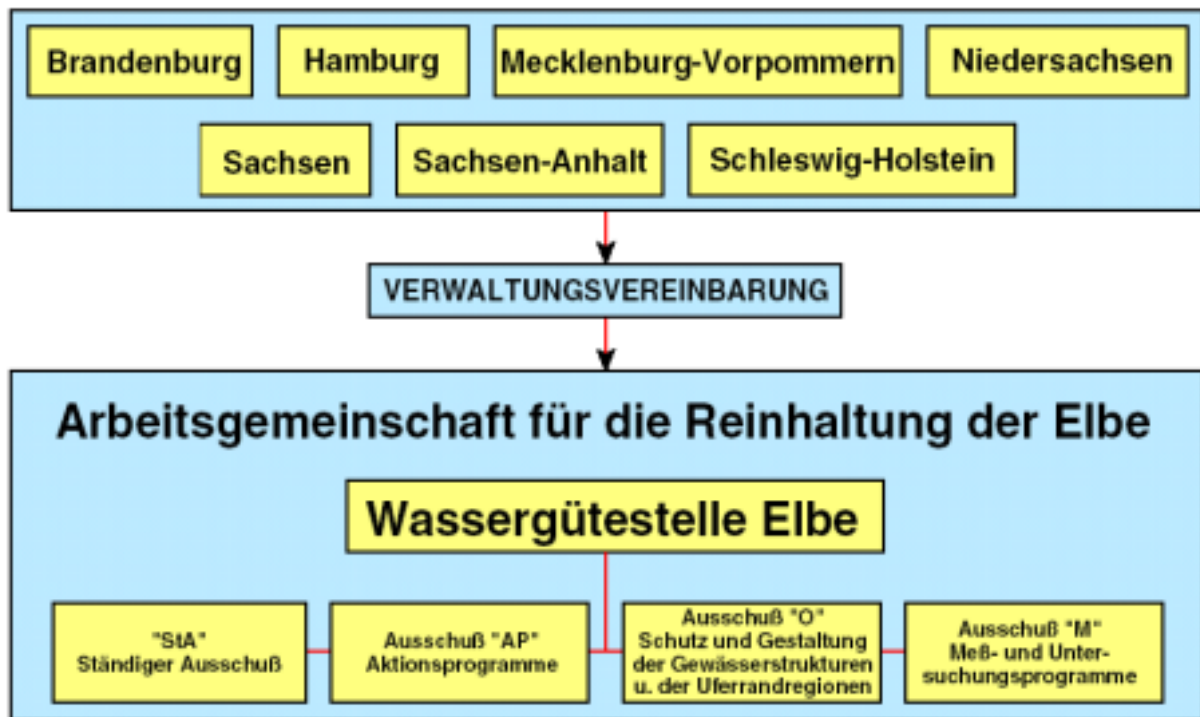 Brandenburg
Hamburg
Mecklenburg-Vorpommern
Niedersachsen
Sachsen
Sachsen-Anhalt
Schleswig-Holstein
VERWALTUNGSVEREINBARUNG
Arbeitsgemeinschaft für die Reinhaltung der Elbe
Wassergütestelle Elbe
"StA"
Ständiger Ausschuß
Ausschuß "AP"
Aktionsprogramme
Ausschuß "O"
Schutz und Gestaltung
der Gewässerstrukturen
u. der Uferrandregionen
Ausschuß "M"
Meß- und Unter-
suchungsprogramme